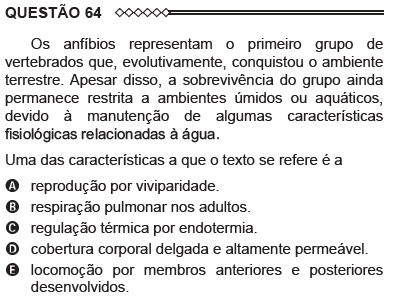 QUESTÃO 64
Os anfíbios representam o primeiro grupo de
vertebrados que, evolutivamente, conquistou o ambiente
terrestre. Apesar disso, a sobrevivência do grupo ainda
permanece restrita a ambientes úmidos ou aquáticos,
devido à manutenção de algumas características
fisiológicas relacionadas à água.
Uma das características a que o texto se refere é a
A reprodução por viviparidade.
B respiração pulmonar nos adultos.
C regulação térmica por endotermia.
D cobertura corporal delgada e altamente permeável.
E locomoção por membros anteriores e posteriores
desenvolvidos.